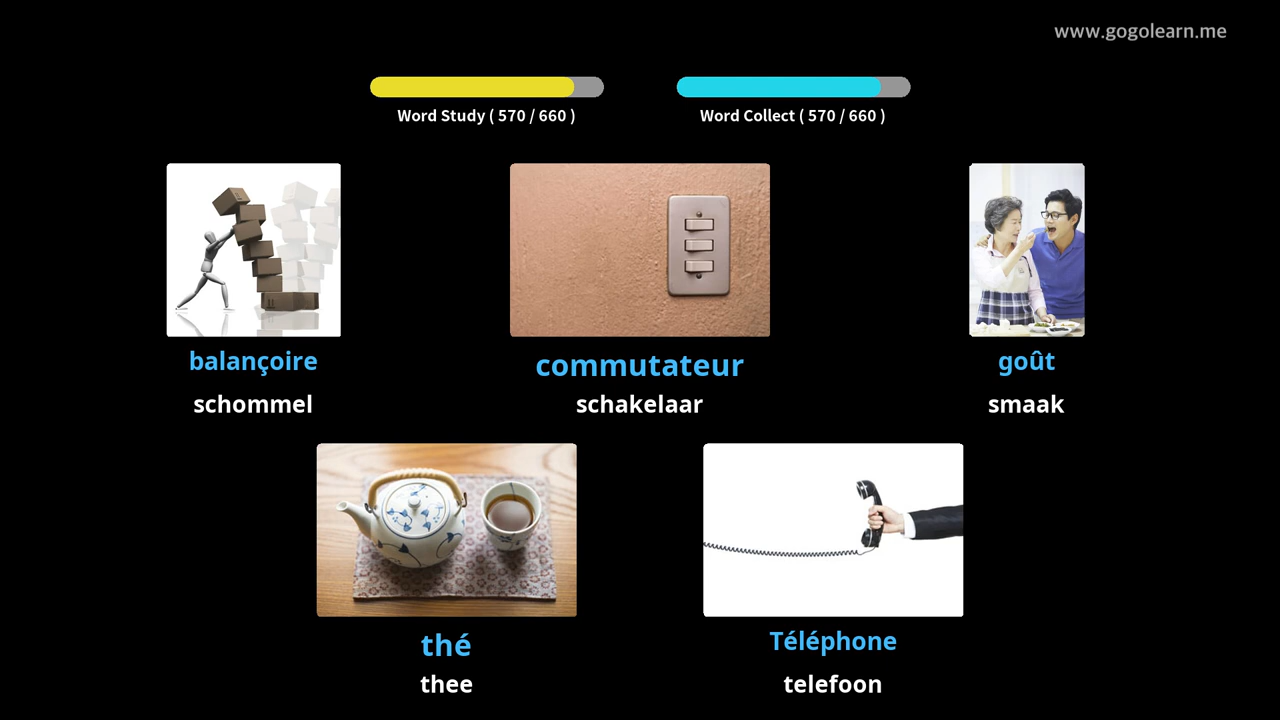 www.gogolearn.me
Word Study ( 570 / 660 )
Word Collect ( 570 / 660 )
balançoire
schommel
commutateur
schakelaar
goût
smaak
thé
thee
Téléphone
telefoon